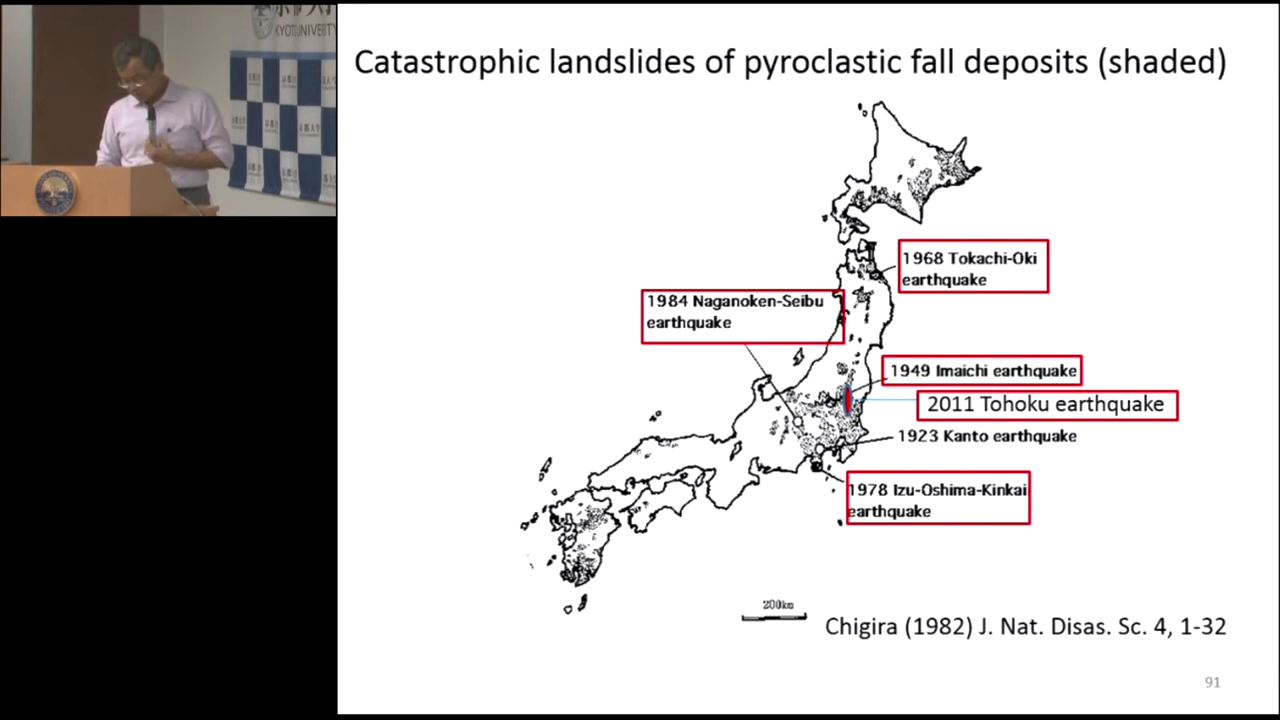 KYOTO UNIVERSITY
Catastrophic landslides of pyroclastic fall deposits (shaded)
1968 Tokachi-Oki
earthquake
1984 Naganoken-Seibu
earthquake
1949 Imaichi earthquake
2011 Tohoku earthquake
1923 Kanto earthquake
1978 Izu-Oshima-Kinkai
earthquake
200km
Chigira (1982) J. Nat. Disas. Sc. 4, 1-32
91